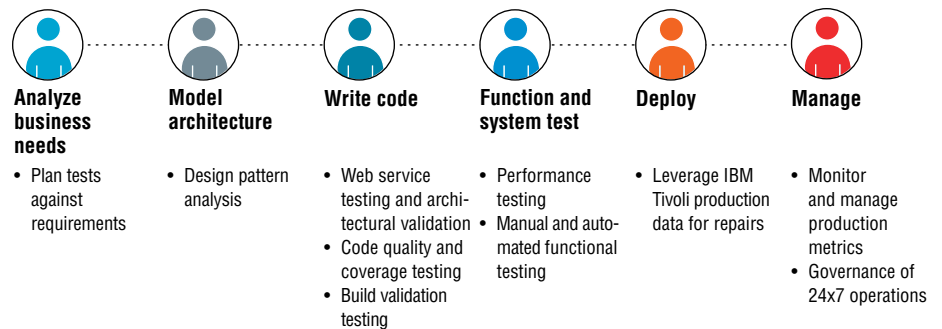 Analyze
business
needs
• Plan tests
against
requirements
Model
architecture
• Design pattern
analysis
Write code
• Web service
testing and archi-
tectural validation
• Code quality and
coverage testing
• Build validation
testing
Function and
system test
• Performance
testing
• Manual and auto-
mated functional
testing
Deploy
• Leverage IBM
Tivoli production
data for repairs
Manage
• Monitor
and manage
production
metrics
• Governance of
24x7 operations